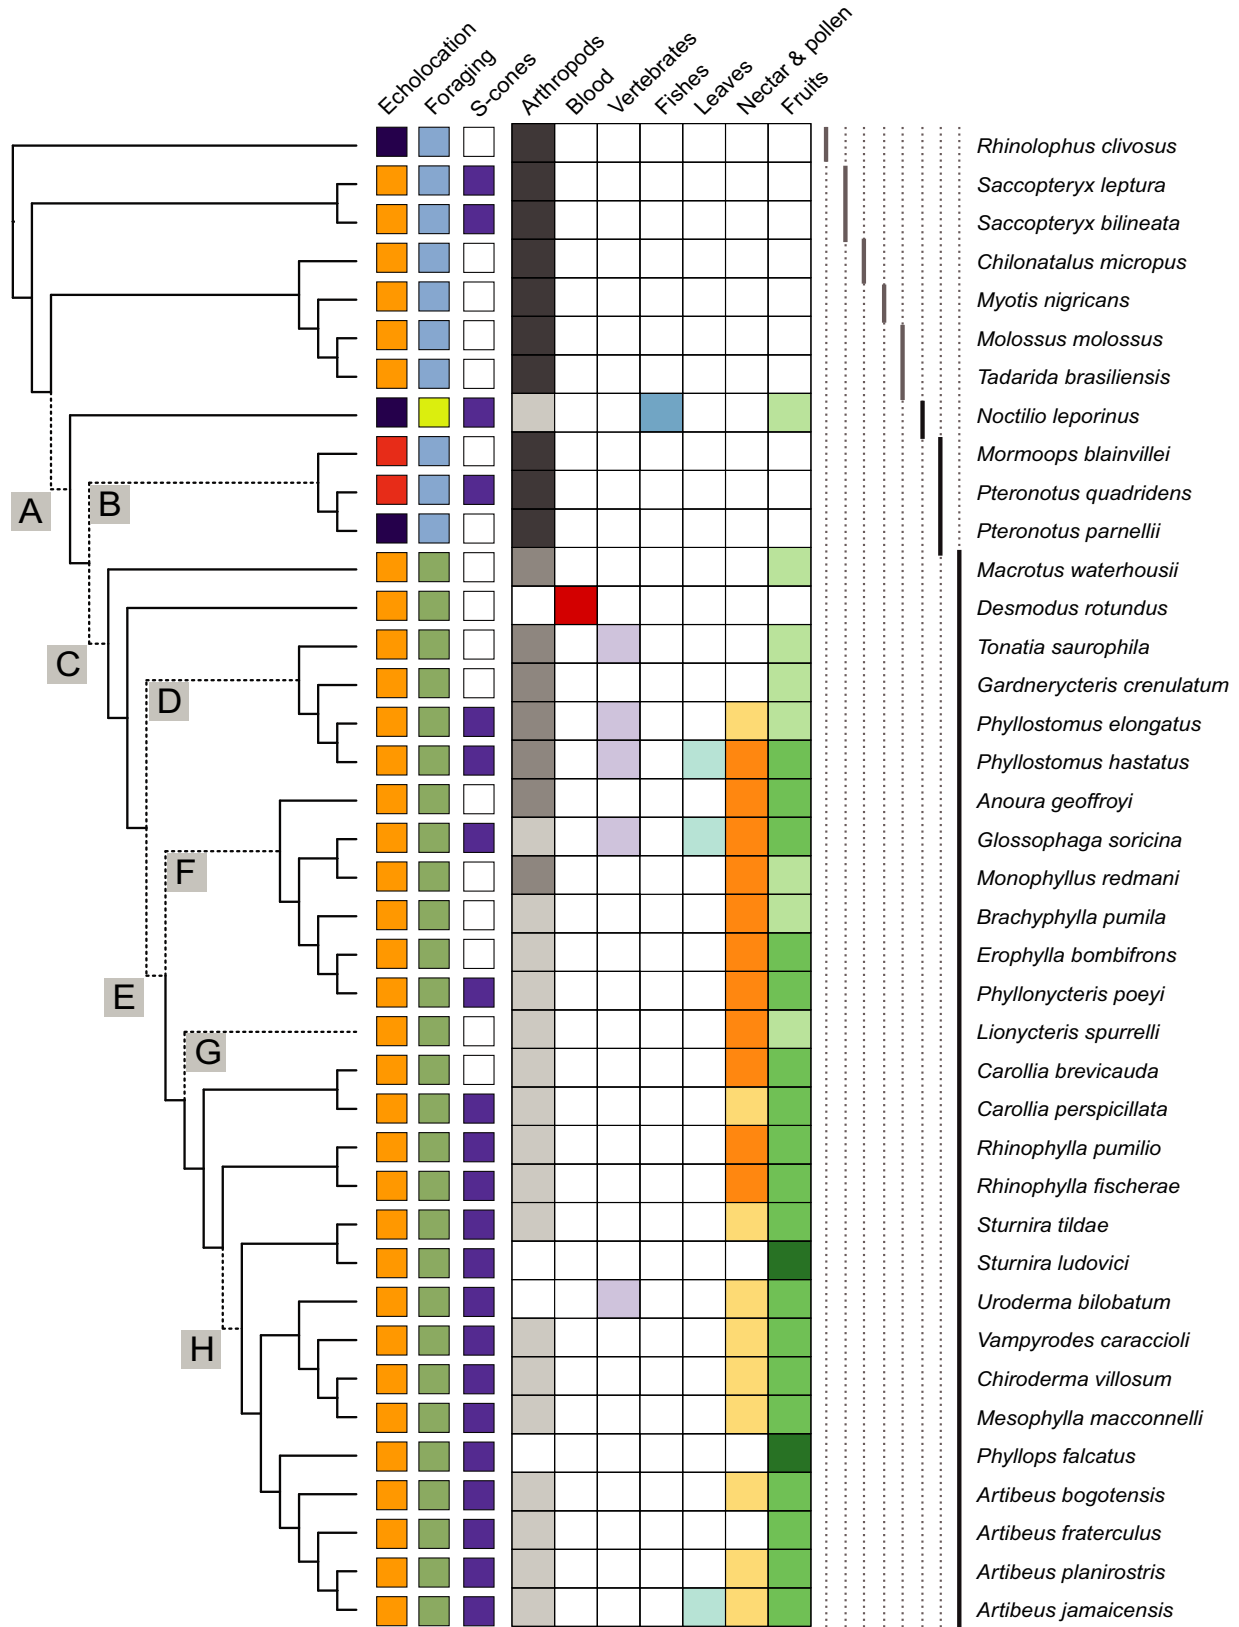 Echolocation
Foraging
S-cones
Arthropods
Blood
Vertebrates
Fishes
Leaves
Nectar & pollen
Fruits
Rhinolophus clivosus
Saccopteryx leptura
Saccopteryx bilineata
Chilonatalus micropus
Myotis nigricans
Molossus molossus
Tadarida brasiliensis
Noctilio leporinus
Mormoops blainvillei
B
Pteronotus quadridens
A
Pteronotus parnellii
Macrotus waterhousii
Desmodus rotundus
Tonatia saurophila
C
Gardnerycteris crenulatum
D
Phyllostomus elongatus
Phyllostomus hastatus
Anoura geoffroyi
Glossophaga soricina
F
Monophyllus redmani
Brachyphylla pumila
Erophylla bombifrons
E
Phyllonycteris poeyi
Lionycteris spurrelli
G
Carollia brevicauda
Carollia perspicillata
Rhinophylla pumilio
Rhinophylla fischerae
Sturnira tildae
Sturnira ludovici
Uroderma bilobatum
H
Vampyrodes caraccioli
Chiroderma villosum
Mesophylla macconnelli
Phyllops falcatus
Artibeus bogotensis
Artibeus fraterculus
Artibeus planirostris
Artibeus jamaicensis